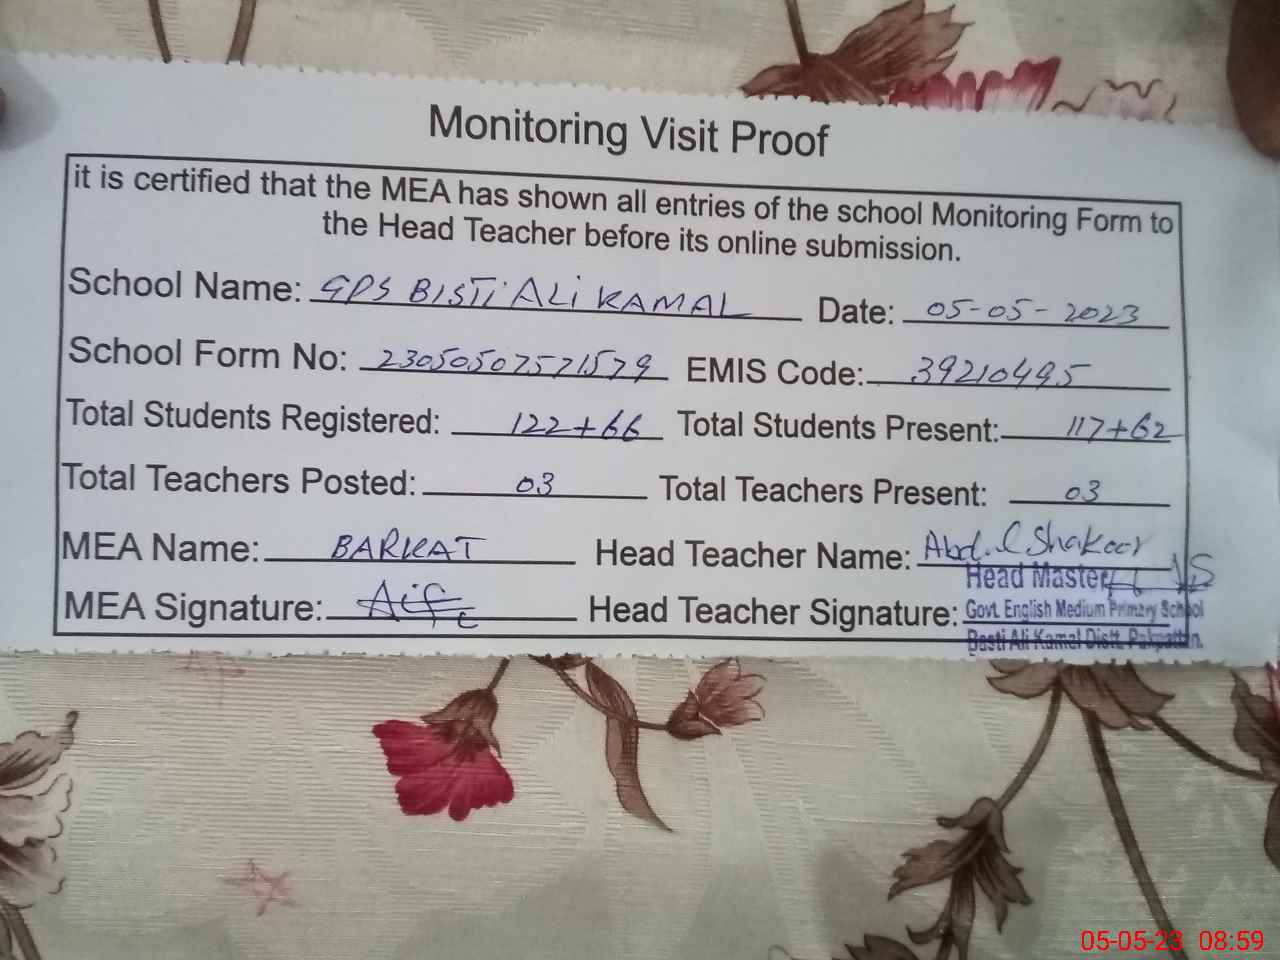 Monitoring Visit Proof
it is certified that the MEA has shown all entries of the school Monitoring Form to
the Head Teacher before its online submission.
School Name: GPS BISTI ALI KAMAL Date: 05-05-2023
School Form No: 23050507571579 EMIS Code: 39210495
Total Students Registered: 122+66 Total Students Present: 117+62
Total Teachers Posted: 03 Total Teachers Present: 03
MEA Name: BARKAT Head Teacher Name: Abdul Shakoor
Head Master
MEA Signature: Head Teacher Signature: Govt. English Medium Primary School
Basti Ali Kamal Distt. Pakpattan.
05-05-23 08:59